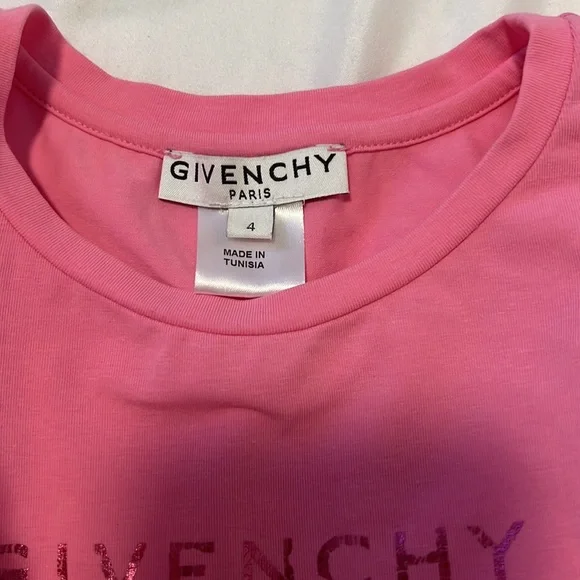 GIVENCHY
PARIS
4
MADE IN
TUNISIA
GIVENCHY